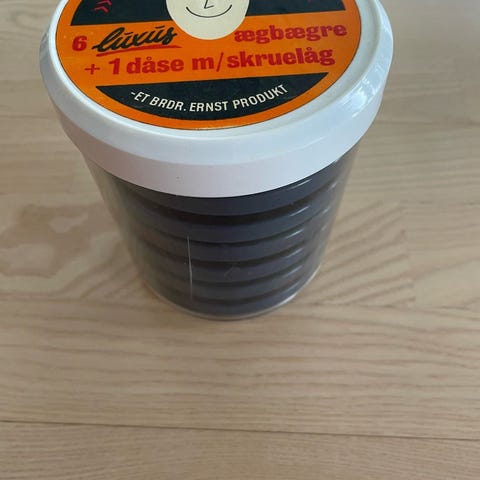 6 luxus ægbægre
+ 1 dåse m/skruelåg
-ET BRDR. ERNST PRODUKT